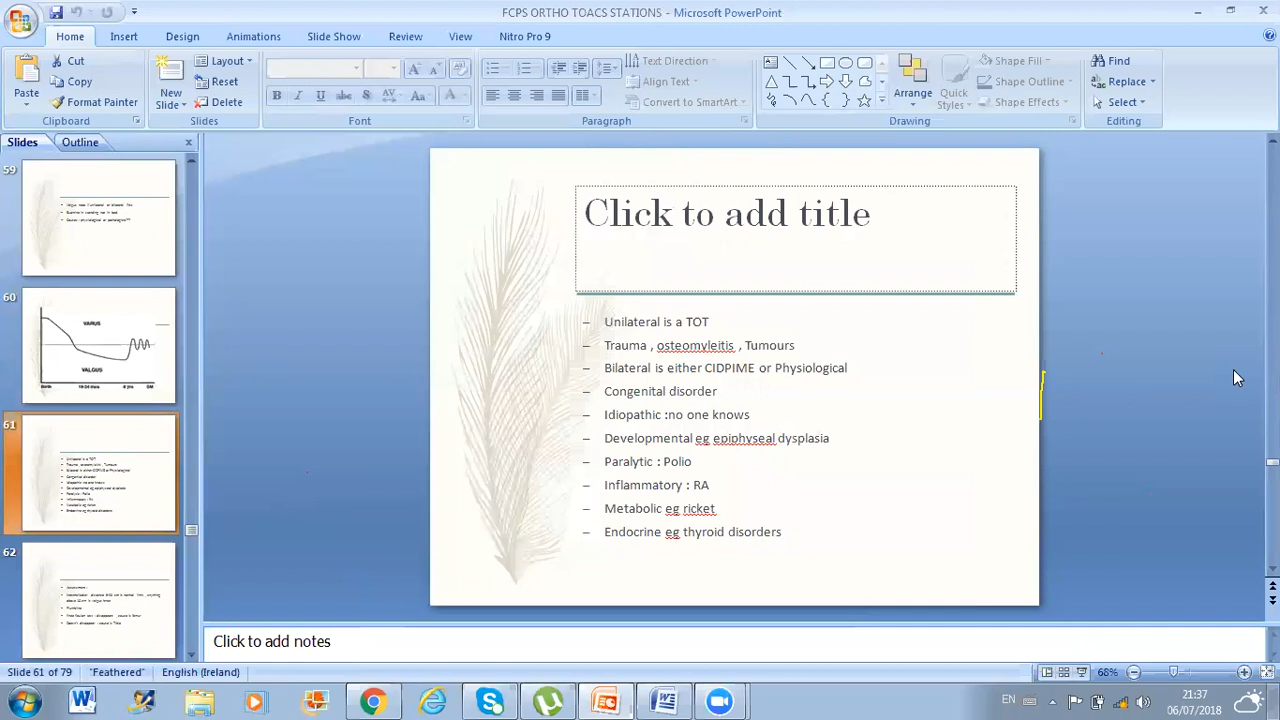 FCPS ORTHO TOACS STATIONS - Microsoft PowerPoint
Home Insert Design Animations Slide Show Review View Nitro Pro 9
Cut Layout Text Direction Shape Fill Find
Paste Copy New Slide Reset B I U abc S AV Aa A Align Text Arrange Quick Styles Shape Outline Replace
Format Painter Delete Convert to SmartArt Shape Effects Select
Clipboard Slides Font Paragraph Drawing Editing
Slides Outline
59
60
VARUS
VALGUS
61
62
Click to add title
– Unilateral is a TOT
– Trauma , osteomyleitis , Tumours
– Bilateral is either CIDPIME or Physiological
– Congenital disorder
– Idiopathic :no one knows
– Developmental eg epiphyseal dysplasia
– Paralytic : Polio
– Inflammatory : RA
– Metabolic eg ricket
– Endocrine eg thyroid disorders
Click to add notes
Slide 61 of 79 "Feathered" English (Ireland) 68%
EN 21:37
06/07/2018